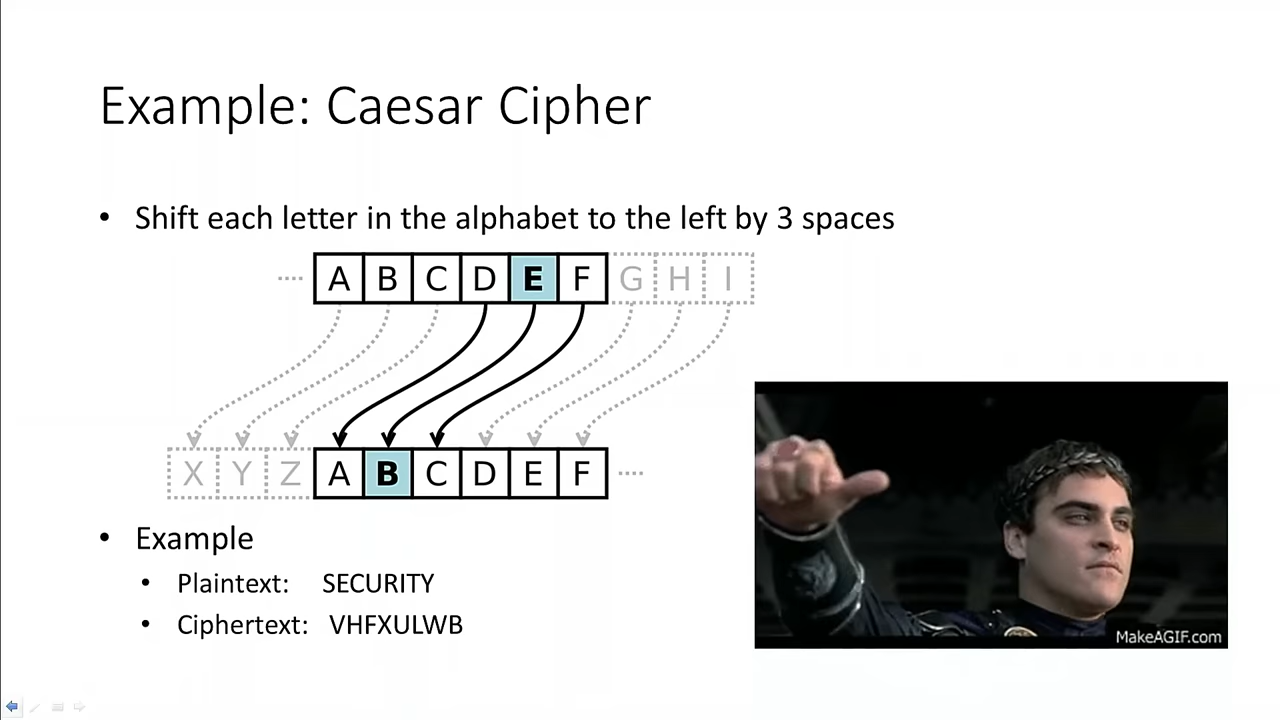 Example: Caesar Cipher
• Shift each letter in the alphabet to the left by 3 spaces
A B C D E F G H I
X Y Z A B C D E F
• Example
• Plaintext: SECURITY
• Ciphertext: VHFXULWB
MakeAGIF.com